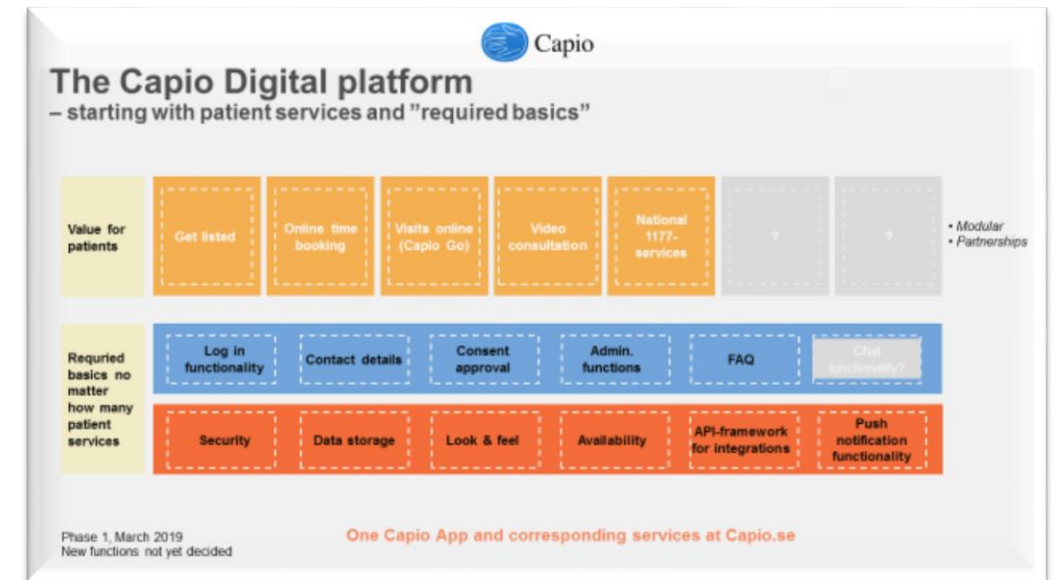 Capio
The Capio Digital platform
– starting with patient services and ”required basics”
Value for
patients
Get listed
Online time
booking
Visits online
(Capio Go)
Video
consultation
National
1177-
services
?
?
• Modular
• Partnerships
Requried
basics no
matter
how many
patient
services
Log in
functionality
Contact details
Consent
approval
Admin.
functions
FAQ
Chat
functionality?
Security
Data storage
Look & feel
Availability
API-framework
for integrations
Push
notification
functionality
Phase 1, March 2019
New functions not yet decided
One Capio App and corresponding services at Capio.se